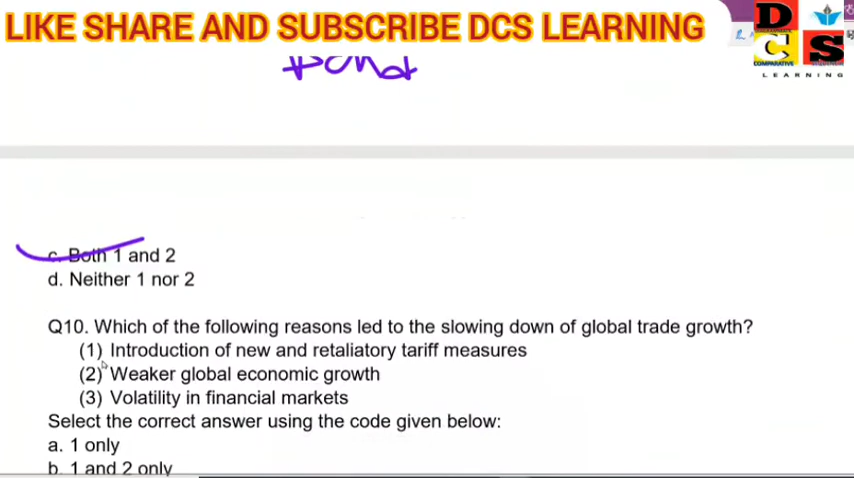 LIKE SHARE AND SUBSCRIBE DCS LEARNING
D
C S
COMPARATIVE
LEARNING
c. Both 1 and 2
d. Neither 1 nor 2
Q10. Which of the following reasons led to the slowing down of global trade growth?
(1) Introduction of new and retaliatory tariff measures
(2) Weaker global economic growth
(3) Volatility in financial markets
Select the correct answer using the code given below:
a. 1 only
b. 1 and 2 only